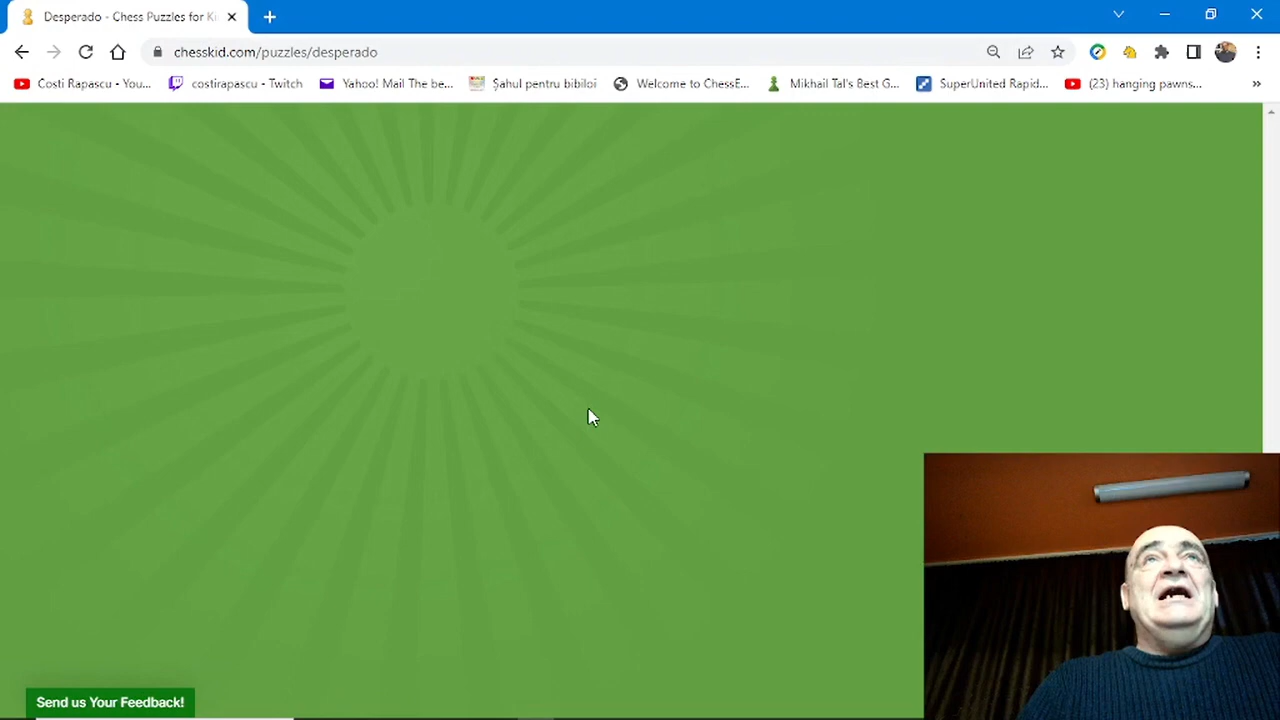 Desperado - Chess Puzzles for Ki
chesskid.com/puzzles/desperado
Costi Rapascu - You...
costirapascu - Twitch
Yahoo! Mail The be...
Șahul pentru bibiloi
Welcome to ChessE...
Mikhail Tal's Best G...
SuperUnited Rapid...
(23) hanging pawns...
»
Send us Your Feedback!